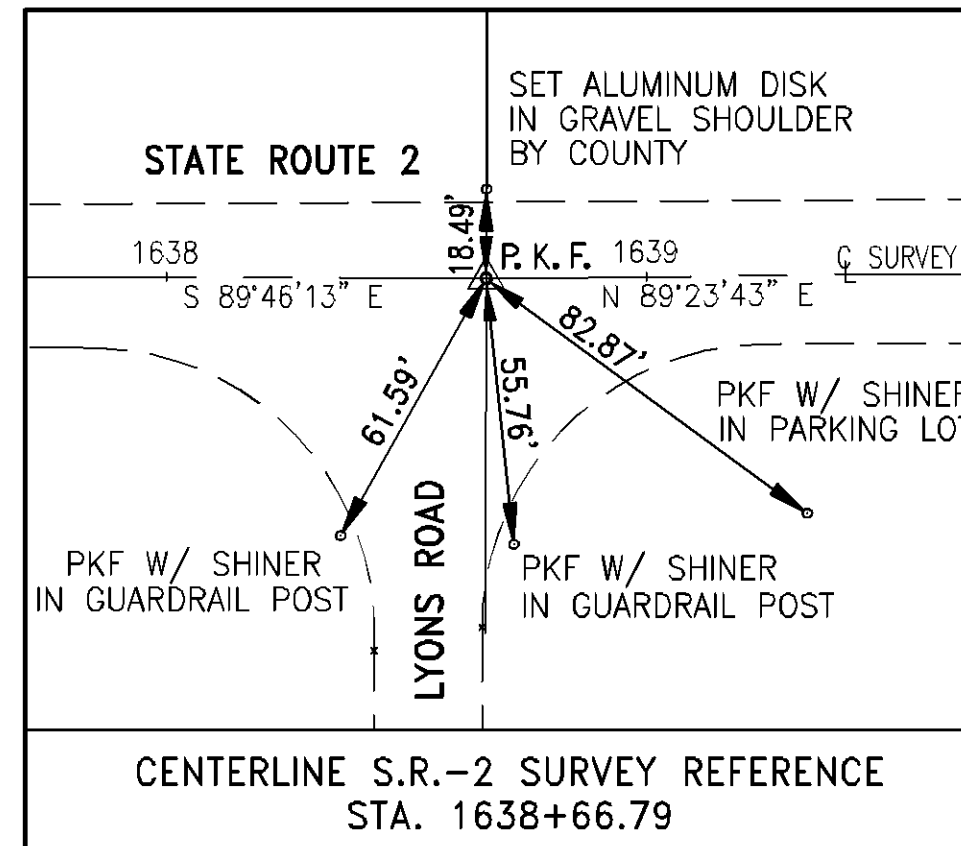 SET ALUMINUM DISK
IN GRAVEL SHOULDER
BY COUNTY
STATE ROUTE 2
18.49'
1638
P. K. F.
1639
℄ SURVEY
S 89°46'13" E
N 89°23'43" E
61.59'
55.76'
82.87'
PKF W/ SHINER
IN PARKING LOT
PKF W/ SHINER
IN GUARDRAIL POST
LYONS ROAD
PKF W/ SHINER
IN GUARDRAIL POST
CENTERLINE S.R.-2 SURVEY REFERENCE
STA. 1638+66.79